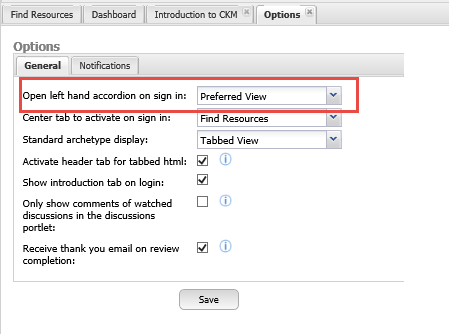 Find Resources Dashboard Introduction to CKM Options
Options
General Notifications
Open left hand accordion on sign in: Preferred View
Center tab to activate on sign in: Find Resources
Standard archetype display: Tabbed View
Activate header tab for tabbed html:
Show introduction tab on login:
Only show comments of watched
discussions in the discussions
portlet:
Receive thank you email on review
completion:
Save